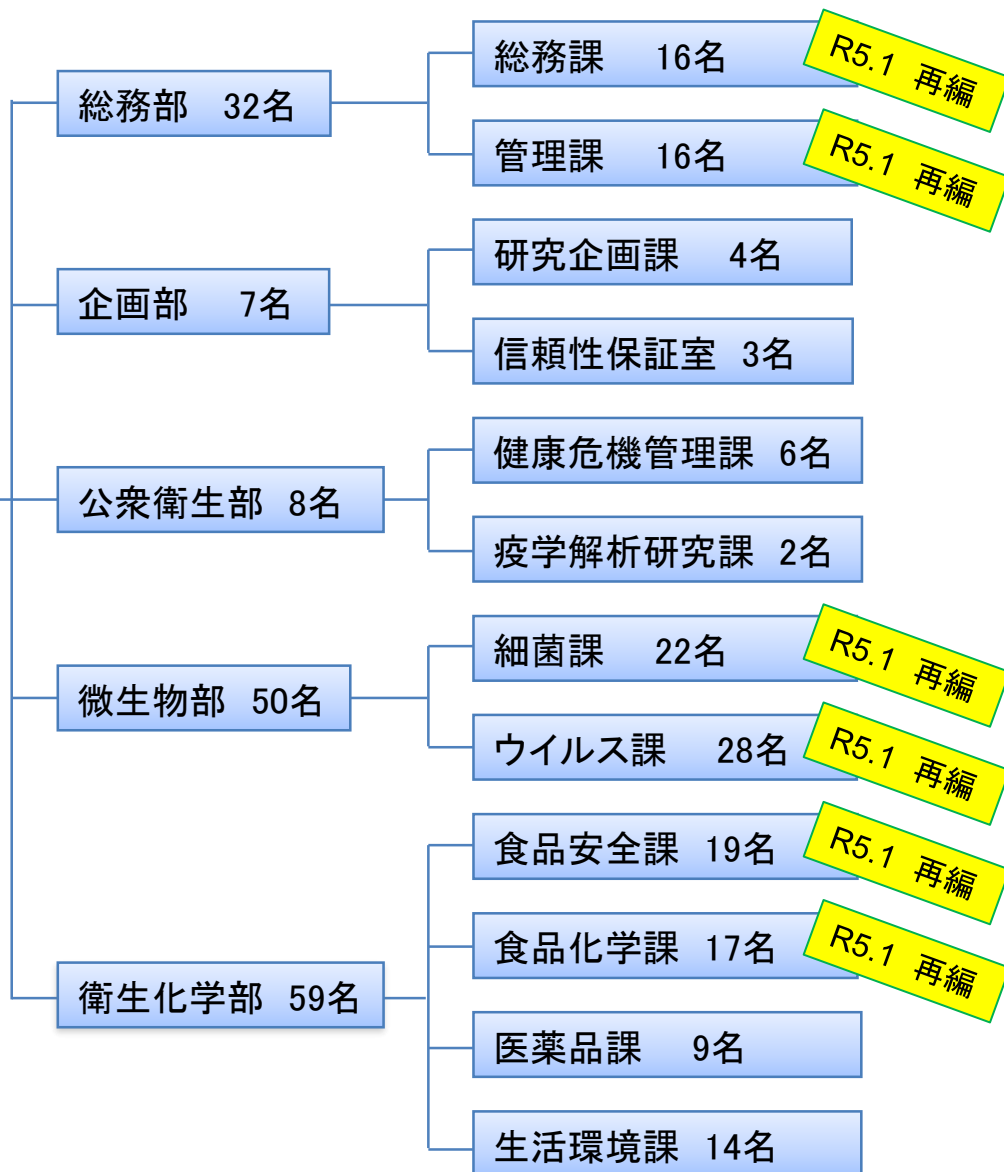 総務部 32名
総務課 16名
R5.1 再編
管理課 16名
R5.1 再編
企画部 7名
研究企画課 4名
信頼性保証室 3名
公衆衛生部 8名
健康危機管理課 6名
疫学解析研究課 2名
微生物部 50名
細菌課 22名
R5.1 再編
ウイルス課 28名
R5.1 再編
衛生化学部 59名
食品安全課 19名
R5.1 再編
食品化学課 17名
R5.1 再編
医薬品課 9名
生活環境課 14名